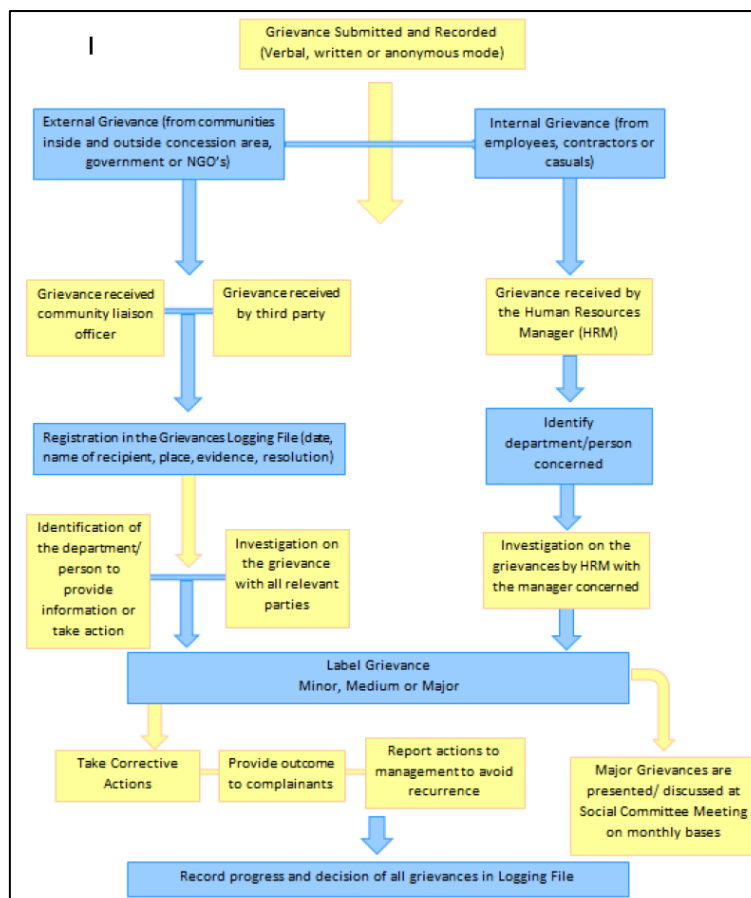 I
Grievance Submitted and Recorded
(Verbal, written or anonymous mode)
External Grievance (from communities
inside and outside concession area,
government or NGO's)
Internal Grievance (from
employees, contractors or
casuals)
Grievance received
community liaison
officer
Grievance received
by third party
Grievance received by
the Human Resources
Manager (HRM)
Registration in the Grievances Logging File (date,
name of recipient, place, evidence, resolution)
Identify
department/person
concerned
Identification of
the department/
person to
provide
information or
take action
Investigation on
the grievance
with all relevant
parties
Investigation on the
grievances by HRM with
the manager concerned
Label Grievance
Minor, Medium or Major
Take Corrective
Actions
Provide outcome
to complainants
Report actions to
management to avoid
recurrence
Major Grievances are
presented/ discussed at
Social Committee Meeting
on monthly bases
Record progress and decision of all grievances in Logging File